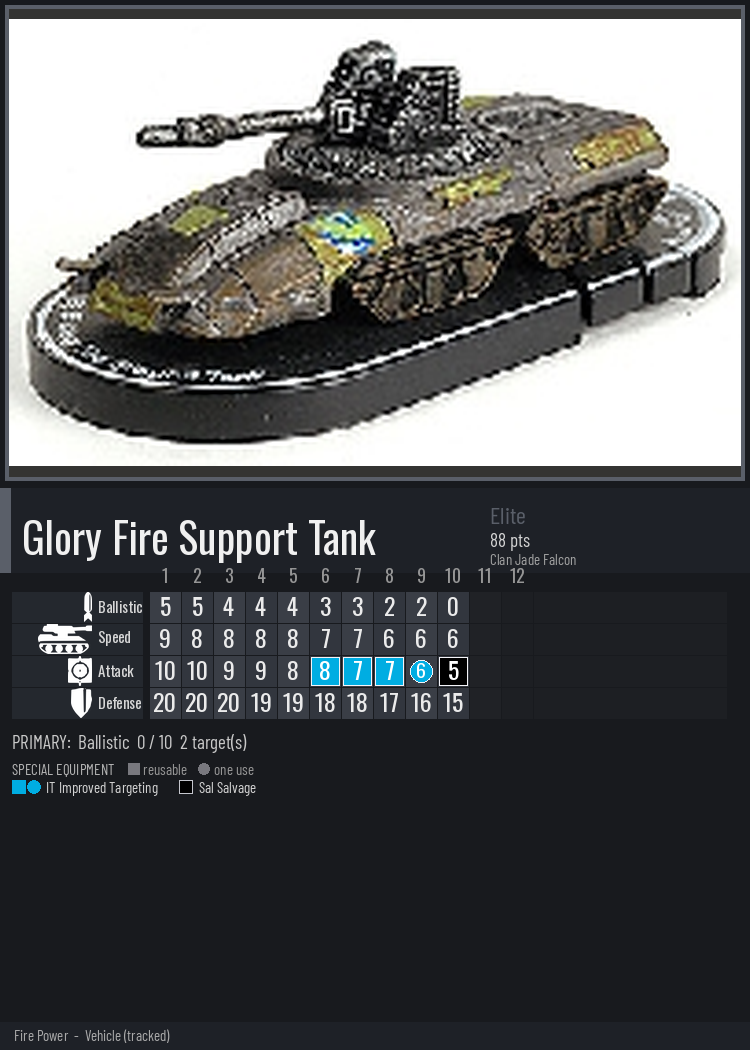 Glory Fire Support Tank
Elite
88 pts
Clan Jade Falcon
1 2 3 4 5 6 7 8 9 10 11 12
Ballistic 5 5 4 4 4 3 3 2 2 0
Speed 9 8 8 8 8 7 7 6 6 6
Attack 10 10 9 9 8 8 7 7 6 5
Defense 20 20 20 19 19 18 18 17 16 15
PRIMARY: Ballistic 0 / 10 2 target(s)
SPECIAL EQUIPMENT reusable one use
IT Improved Targeting Sal Salvage
Fire Power - Vehicle (tracked)